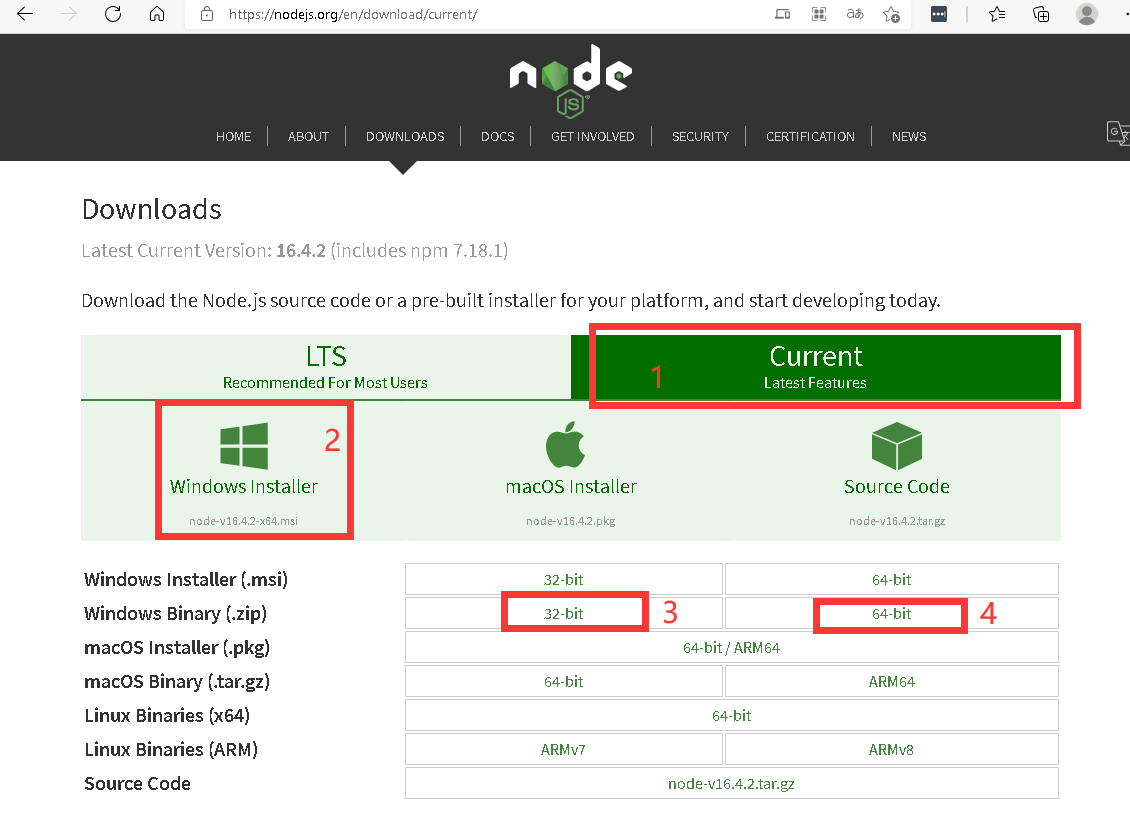 https://nodejs.org/en/download/current/
node
JS
HOME ABOUT DOWNLOADS DOCS GET INVOLVED SECURITY CERTIFICATION NEWS
Downloads
Latest Current Version: 16.4.2 (includes npm 7.18.1)
Download the Node.js source code or a pre-built installer for your platform, and start developing today.
LTS
Recommended For Most Users
Current
Latest Features
1
2
Windows Installer
node-v16.4.2-x64.msi
macOS Installer
node-v16.4.2.pkg
Source Code
node-v16.4.2.tar.gz
Windows Installer (.msi) 32-bit 64-bit
Windows Binary (.zip) 32-bit 3 64-bit 4
macOS Installer (.pkg) 64-bit / ARM64
macOS Binary (.tar.gz) 64-bit ARM64
Linux Binaries (x64) 64-bit
Linux Binaries (ARM) ARMv7 ARMv8
Source Code node-v16.4.2.tar.gz